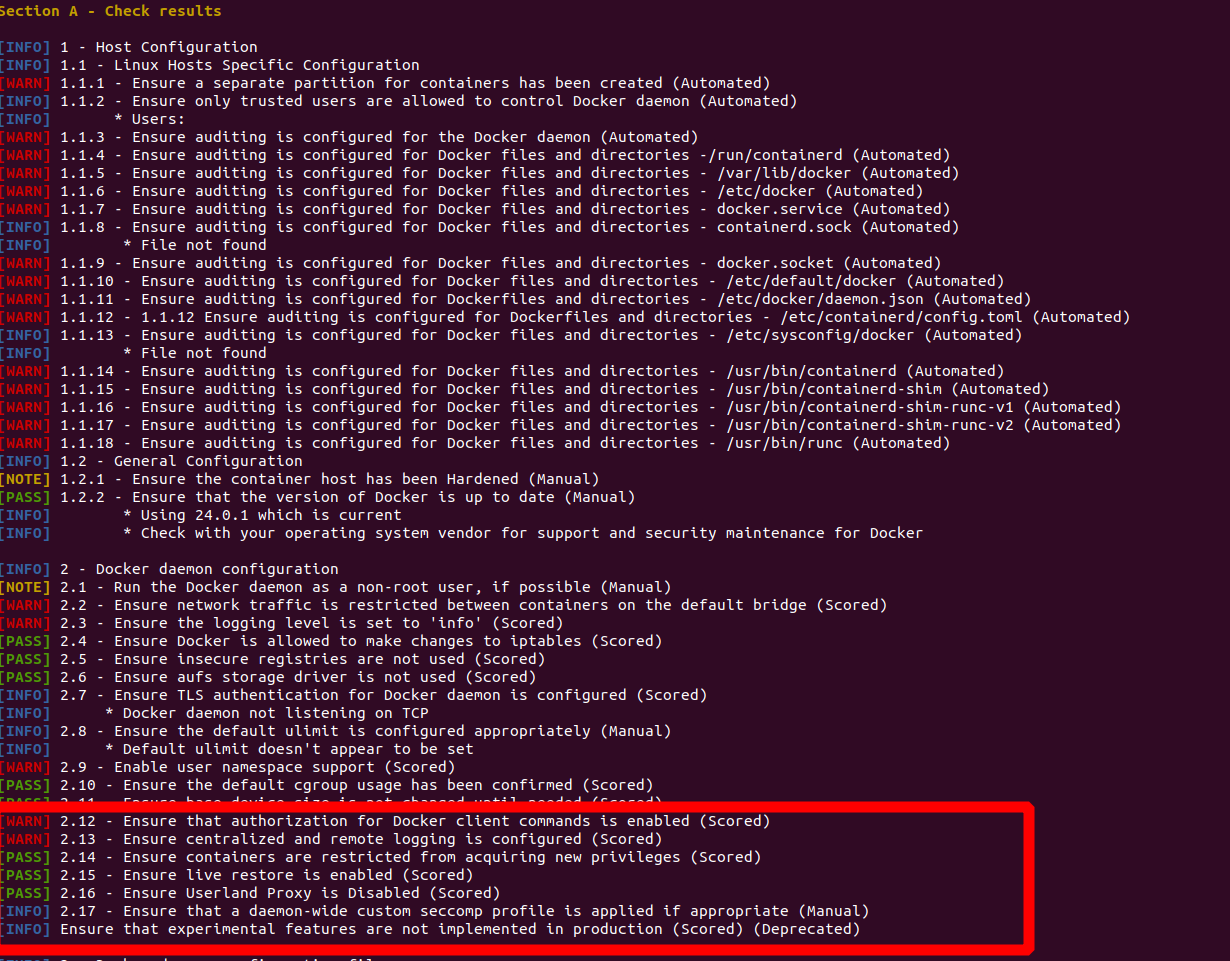 Section A - Check results
[INFO] 1 - Host Configuration
[INFO] 1.1 - Linux Hosts Specific Configuration
[WARN] 1.1.1 - Ensure a separate partition for containers has been created (Automated)
[INFO] 1.1.2 - Ensure only trusted users are allowed to control Docker daemon (Automated)
[INFO] * Users:
[WARN] 1.1.3 - Ensure auditing is configured for the Docker daemon (Automated)
[WARN] 1.1.4 - Ensure auditing is configured for Docker files and directories -/run/containerd (Automated)
[WARN] 1.1.5 - Ensure auditing is configured for Docker files and directories - /var/lib/docker (Automated)
[WARN] 1.1.6 - Ensure auditing is configured for Docker files and directories - /etc/docker (Automated)
[WARN] 1.1.7 - Ensure auditing is configured for Docker files and directories - docker.service (Automated)
[INFO] 1.1.8 - Ensure auditing is configured for Docker files and directories - containerd.sock (Automated)
[INFO] * File not found
[WARN] 1.1.9 - Ensure auditing is configured for Docker files and directories - docker.socket (Automated)
[WARN] 1.1.10 - Ensure auditing is configured for Docker files and directories - /etc/default/docker (Automated)
[WARN] 1.1.11 - Ensure auditing is configured for Dockerfiles and directories - /etc/docker/daemon.json (Automated)
[WARN] 1.1.12 - 1.1.12 Ensure auditing is configured for Dockerfiles and directories - /etc/containerd/config.toml (Automated)
[INFO] 1.1.13 - Ensure auditing is configured for Docker files and directories - /etc/sysconfig/docker (Automated)
[INFO] * File not found
[WARN] 1.1.14 - Ensure auditing is configured for Docker files and directories - /usr/bin/containerd (Automated)
[WARN] 1.1.15 - Ensure auditing is configured for Docker files and directories - /usr/bin/containerd-shim (Automated)
[WARN] 1.1.16 - Ensure auditing is configured for Docker files and directories - /usr/bin/containerd-shim-runc-v1 (Automated)
[WARN] 1.1.17 - Ensure auditing is configured for Docker files and directories - /usr/bin/containerd-shim-runc-v2 (Automated)
[WARN] 1.1.18 - Ensure auditing is configured for Docker files and directories - /usr/bin/runc (Automated)
[INFO] 1.2 - General Configuration
[NOTE] 1.2.1 - Ensure the container host has been Hardened (Manual)
[PASS] 1.2.2 - Ensure that the version of Docker is up to date (Manual)
[INFO] * Using 24.0.1 which is current
[INFO] * Check with your operating system vendor for support and security maintenance for Docker
[INFO] 2 - Docker daemon configuration
[NOTE] 2.1 - Run the Docker daemon as a non-root user, if possible (Manual)
[WARN] 2.2 - Ensure network traffic is restricted between containers on the default bridge (Scored)
[WARN] 2.3 - Ensure the logging level is set to 'info' (Scored)
[PASS] 2.4 - Ensure Docker is allowed to make changes to iptables (Scored)
[PASS] 2.5 - Ensure insecure registries are not used (Scored)
[PASS] 2.6 - Ensure aufs storage driver is not used (Scored)
[INFO] 2.7 - Ensure TLS authentication for Docker daemon is configured (Scored)
[INFO] * Docker daemon not listening on TCP
[INFO] 2.8 - Ensure the default ulimit is configured appropriately (Manual)
[INFO] * Default ulimit doesn't appear to be set
[WARN] 2.9 - Enable user namespace support (Scored)
[PASS] 2.10 - Ensure the default cgroup usage has been confirmed (Scored)
[PASS] 2.11 - Ensure base device size is not changed until needed (Scored)
[WARN] 2.12 - Ensure that authorization for Docker client commands is enabled (Scored)
[WARN] 2.13 - Ensure centralized and remote logging is configured (Scored)
[PASS] 2.14 - Ensure containers are restricted from acquiring new privileges (Scored)
[PASS] 2.15 - Ensure live restore is enabled (Scored)
[PASS] 2.16 - Ensure Userland Proxy is Disabled (Scored)
[INFO] 2.17 - Ensure that a daemon-wide custom seccomp profile is applied if appropriate (Manual)
[INFO] Ensure that experimental features are not implemented in production (Scored) (Deprecated)